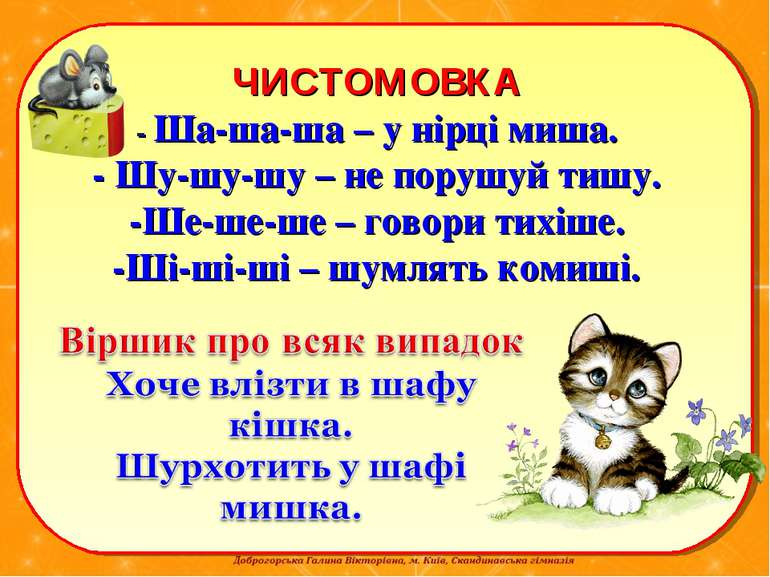 ЧИСТОМОВКА
- Ша-ша-ша – у нірці миша.
- Шу-шу-шу – не порушуй тишу.
-Ше-ше-ше – говори тихіше.
-Ші-ші-ші – шумлять комиші.
Віршик про всяк випадок
Хоче влізти в шафу
кішка.
Шурхотить у шафі
мишка.
Доброгорська Галина Вікторівна, м. Київ, Скандинавська гімназія